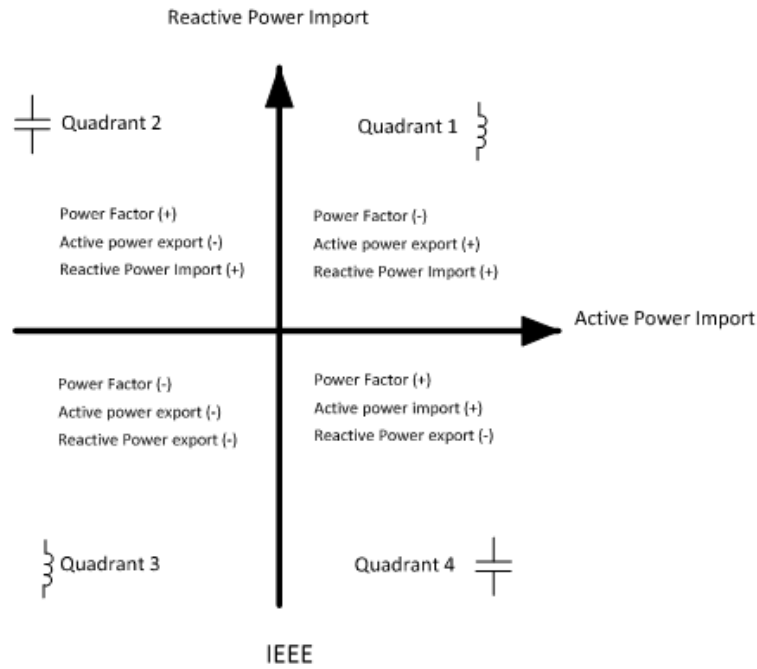 Reactive Power Import
Quadrant 2
Quadrant 1
Power Factor (+)
Active power export (-)
Reactive Power Import (+)
Power Factor (-)
Active power export (+)
Reactive Power Import (+)
Active Power Import
Power Factor (-)
Active power export (-)
Reactive Power export (-)
Power Factor (+)
Active power import (+)
Reactive Power export (-)
Quadrant 3
Quadrant 4
IEEE